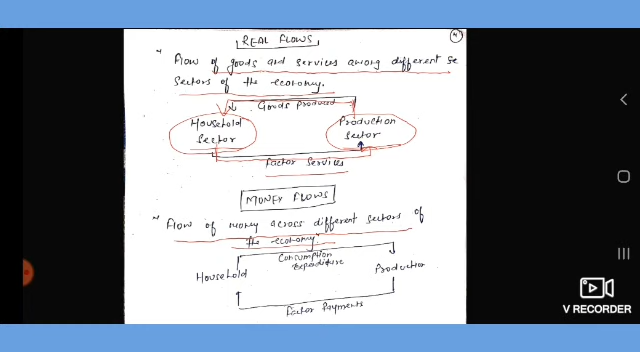 REAL FLOWS
4
Flow of goods and services among different se
sectors of the economy.
Goods produced
Household
Sector
Production
Sector
Factor Services
MONEY FLOWS
Flow of money across different sectors of
the economy.
Consumption
Expenditure
Household
Production
Factor Payments
V RECORDER